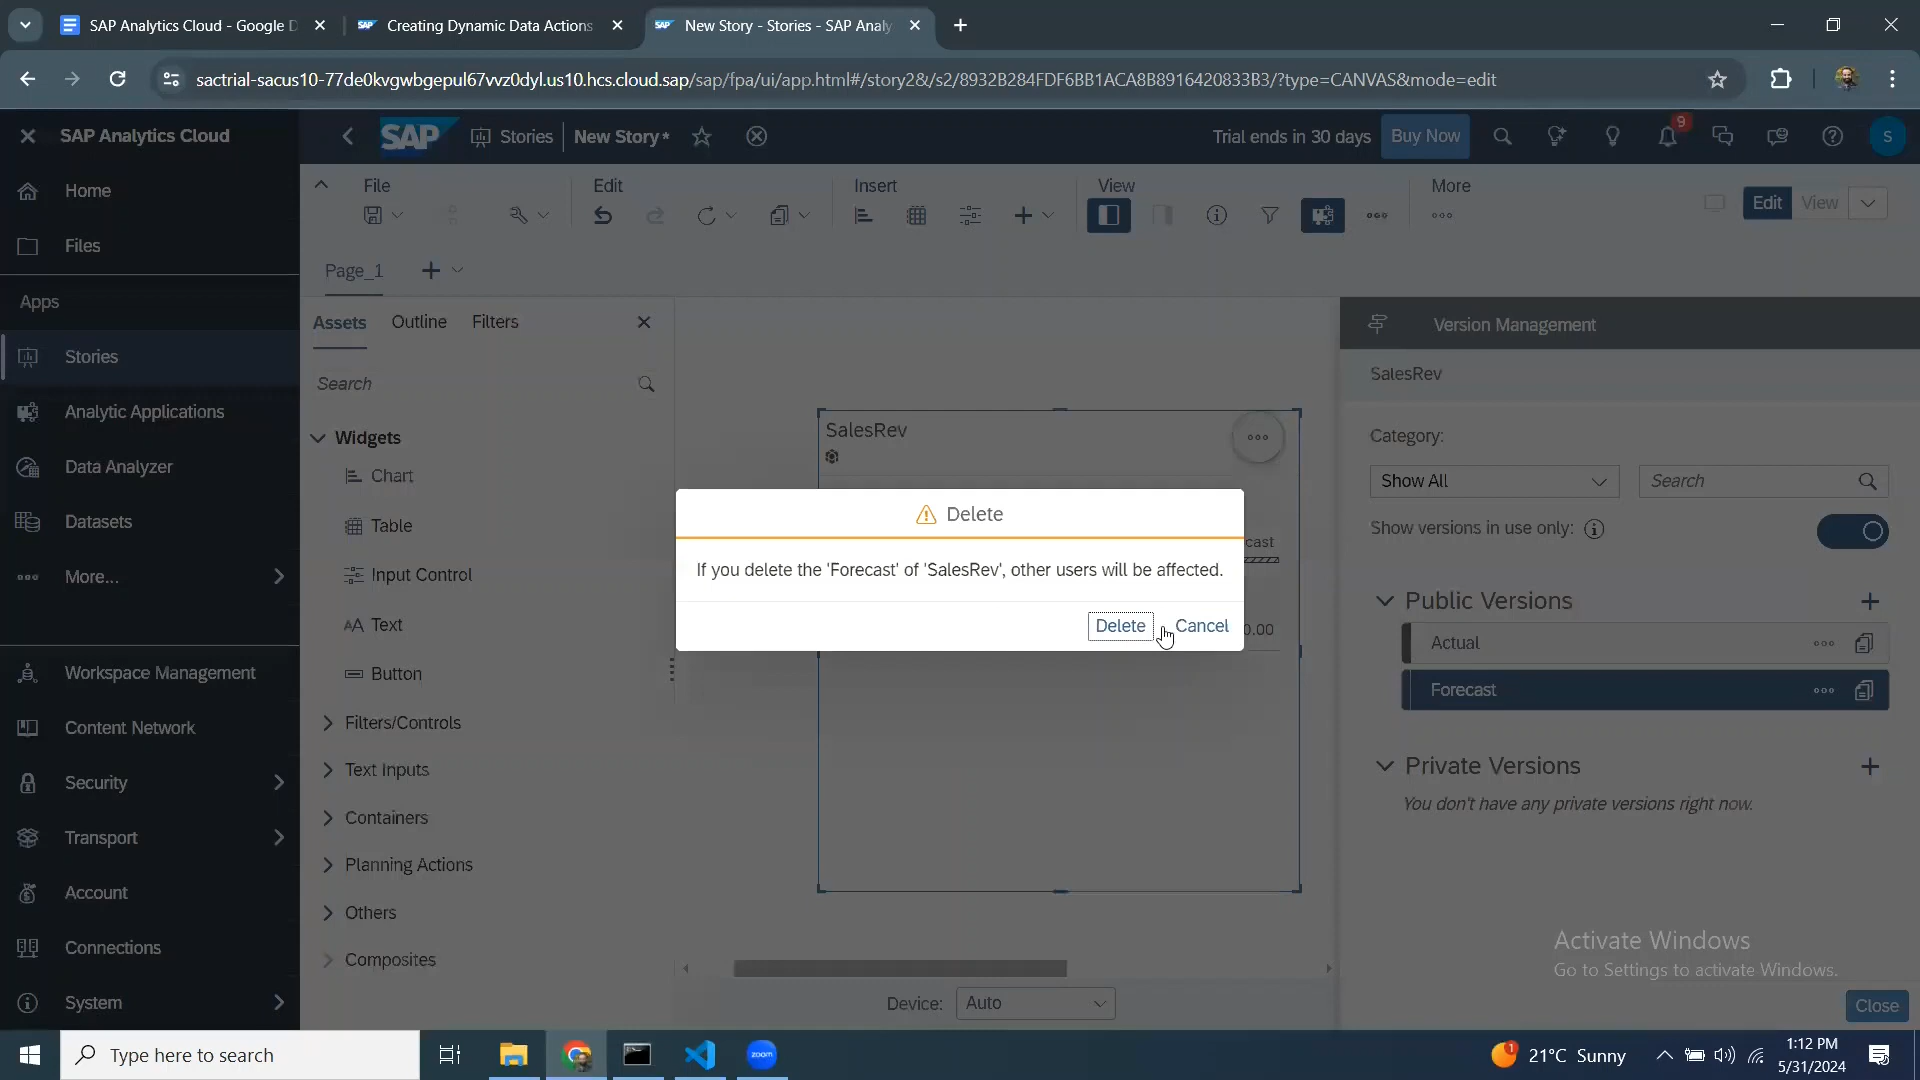 SAP Analytics Cloud - Google D
Creating Dynamic Data Actions
New Story - Stories - SAP Analy
sactrial-sacus10-77de0kvgwbgepul67vvz0dyl.us10.hcs.cloud.sap/sap/fpa/ui/app.html#/story2&/s2/8932B284FDF6BB1ACA8B8916420833B3/?type=CANVAS&mode=edit
SAP Analytics Cloud
SAP
Stories
New Story*
Trial ends in 30 days
Buy Now
9
S
Home
Files
Apps
Stories
Analytic Applications
Data Analyzer
Datasets
More...
Workspace Management
Content Network
Security
Transport
Account
Connections
System
File
Edit
Insert
View
More
Edit
View
Page_1
Assets
Outline
Filters
Search
Widgets
Chart
Table
Input Control
AA Text
Button
Filters/Controls
Text Inputs
Containers
Planning Actions
Others
Composites
SalesRev
cast
0.00
Delete
If you delete the 'Forecast' of 'SalesRev', other users will be affected.
Delete
Cancel
Device:
Auto
Version Management
SalesRev
Category:
Show All
Search
Show versions in use only:
Public Versions
Actual
Forecast
Private Versions
You don't have any private versions right now.
Activate Windows
Go to Settings to activate Windows.
Close
Type here to search
zoom
1
21°C Sunny
1:12 PM
5/31/2024